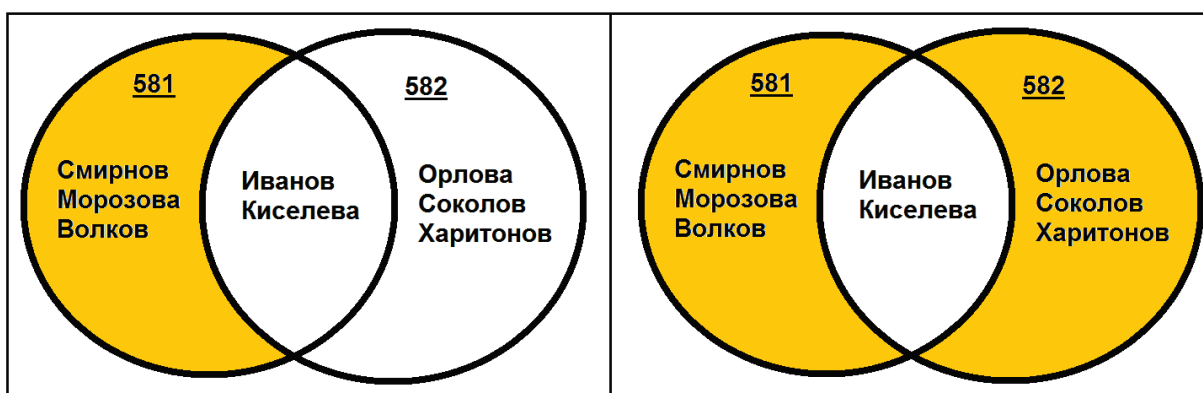 581
Смирнов
Морозова
Волков
Иванов
Киселева
582
Орлова
Соколов
Харитонов
581
Смирнов
Морозова
Волков
Иванов
Киселева
582
Орлова
Соколов
Харитонов